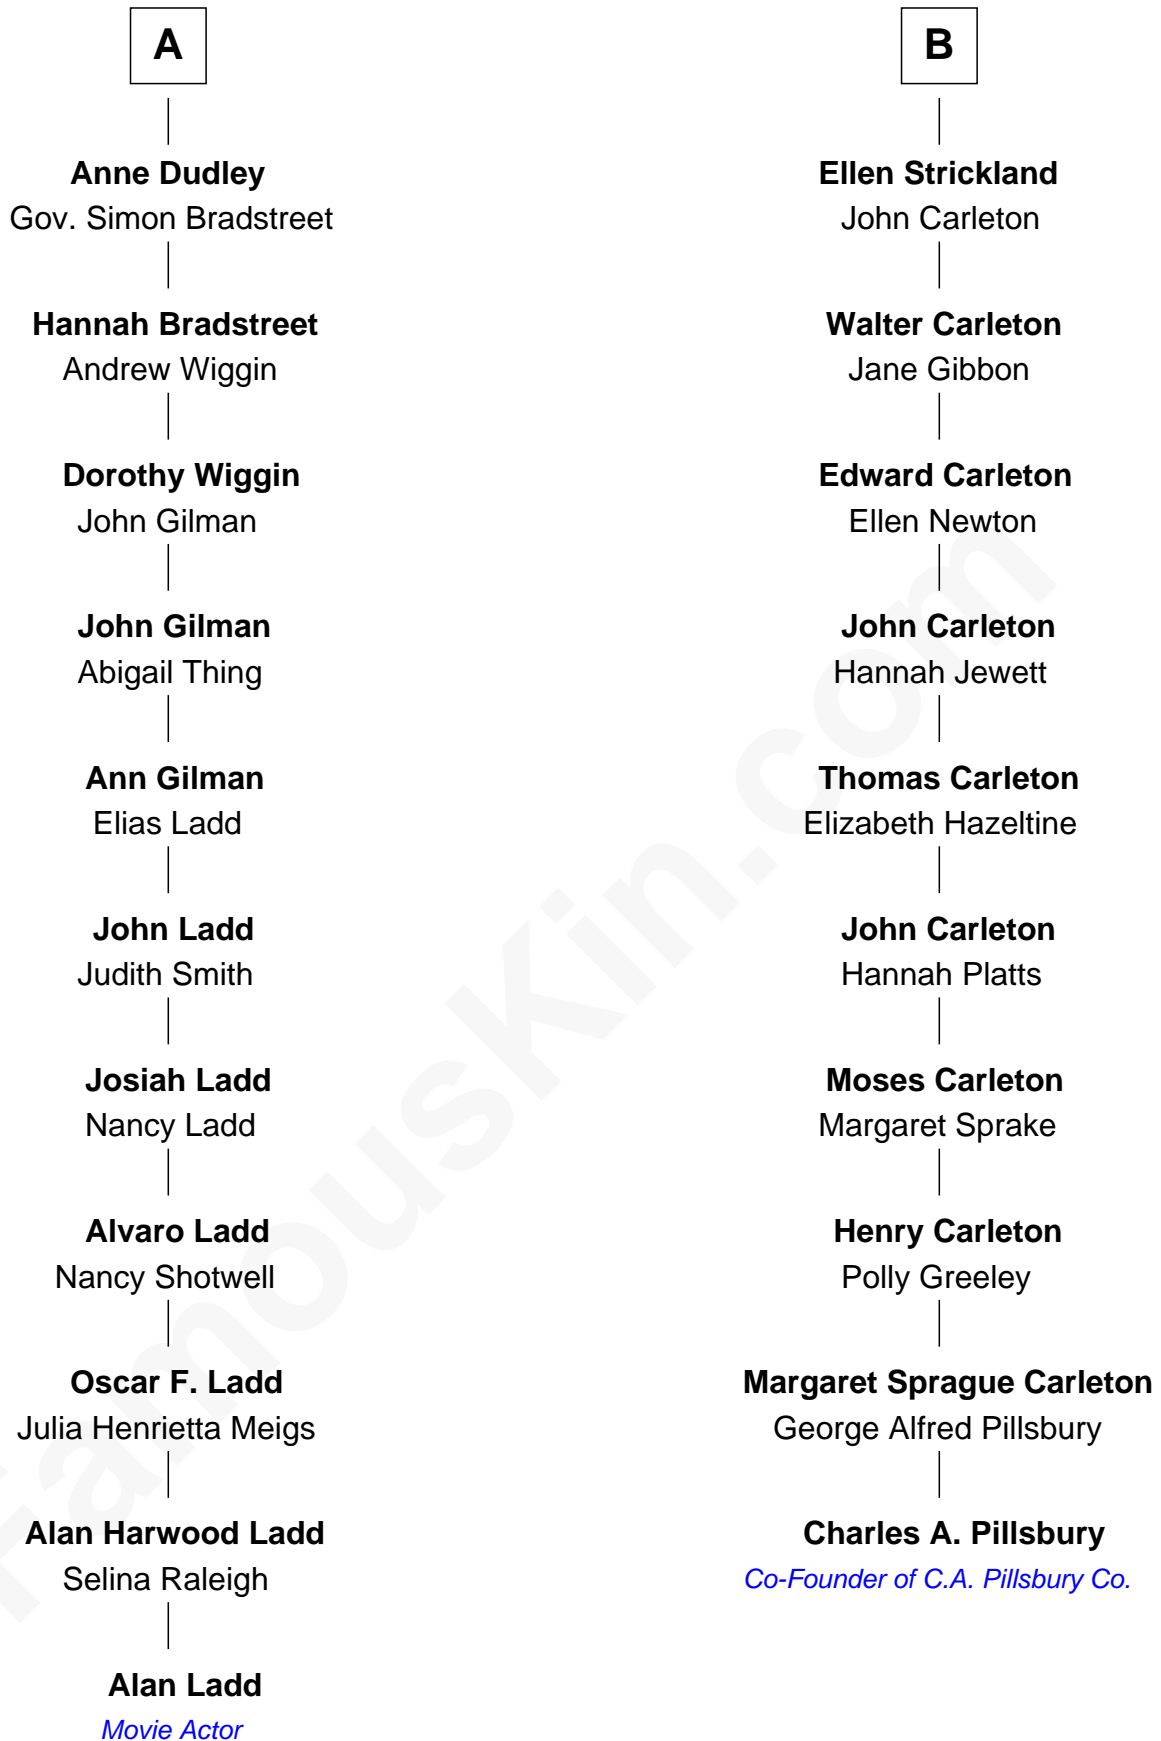 A
Anne Dudley
Gov. Simon Bradstreet
Hannah Bradstreet
Andrew Wiggin
Dorothy Wiggin
John Gilman
John Gilman
Abigail Thing
Ann Gilman
Elias Ladd
John Ladd
Judith Smith
Josiah Ladd
Nancy Ladd
Alvaro Ladd
Nancy Shotwell
Oscar F. Ladd
Julia Henrietta Meigs
Alan Harwood Ladd
Selina Raleigh
Alan Ladd
Movie Actor
B
Ellen Strickland
John Carleton
Walter Carleton
Jane Gibbon
Edward Carleton
Ellen Newton
John Carleton
Hannah Jewett
Thomas Carleton
Elizabeth Hazeltine
John Carleton
Hannah Platts
Moses Carleton
Margaret Sprake
Henry Carleton
Polly Greeley
Margaret Sprague Carleton
George Alfred Pillsbury
Charles A. Pillsbury
Co-Founder of C.A. Pillsbury Co.
FamousKin.com